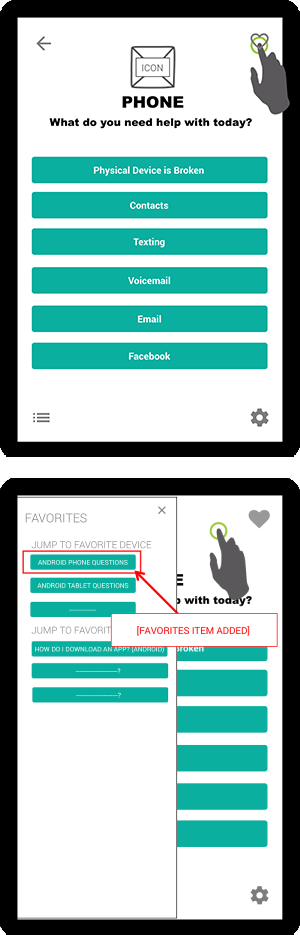 ICON
PHONE
What do you need help with today?
Physical Device is Broken
Contacts
Texting
Voicemail
Email
Facebook
FAVORITES
JUMP TO FAVORITE DEVICE
ANDROID PHONE QUESTIONS
ANDROID TABLET QUESTIONS
JUMP TO FAVORIT
[FAVORITES ITEM ADDED]
HOW DO I DOWNLOAD AN APP? (ANDROID)
-----------------?
-----------------?
E
p with today?
Broken